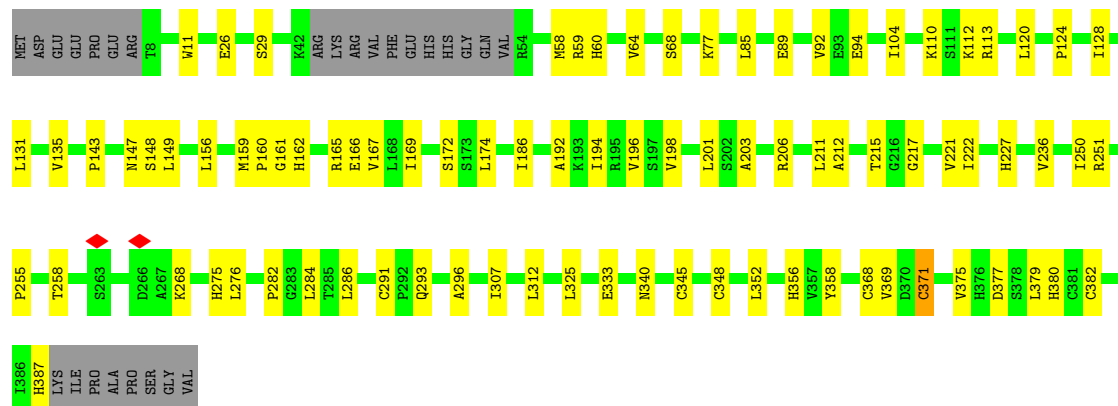 MET ASP GLU GLU PRO GLU ARG T8 W11 E26 S29 K42 ARG LYS ARG VAL PHE GLU HIS HIS GLY GLN VAL R54 M58 R59 H60 V64 S68 K77 L85 E89 V92 E93 E94 I104 K110 S111 K112 R113 L120 P124 I128
L131 V135 P143 N147 S148 L149 L156 M159 P160 G161 H162 R165 E166 V167 L168 I169 S172 S173 L174 I186 A192 K193 I194 R195 V196 S197 V198 L201 S202 A203 R206 L211 A212 T215 G216 G217 V221 I222 H227 V236 I250 R251
P255 T258 S263 D266 A267 K268 H275 L276 P282 G283 L284 T285 L286 C291 P292 Q293 A296 I307 L312 L325 E333 N340 C345 C348 L352 H356 V357 Y358 C368 V369 D370 C371 V375 H376 D377 S378 L379 H380 C381 C382
I386 H387 LYS ILE PRO ALA PRO SER GLY VAL